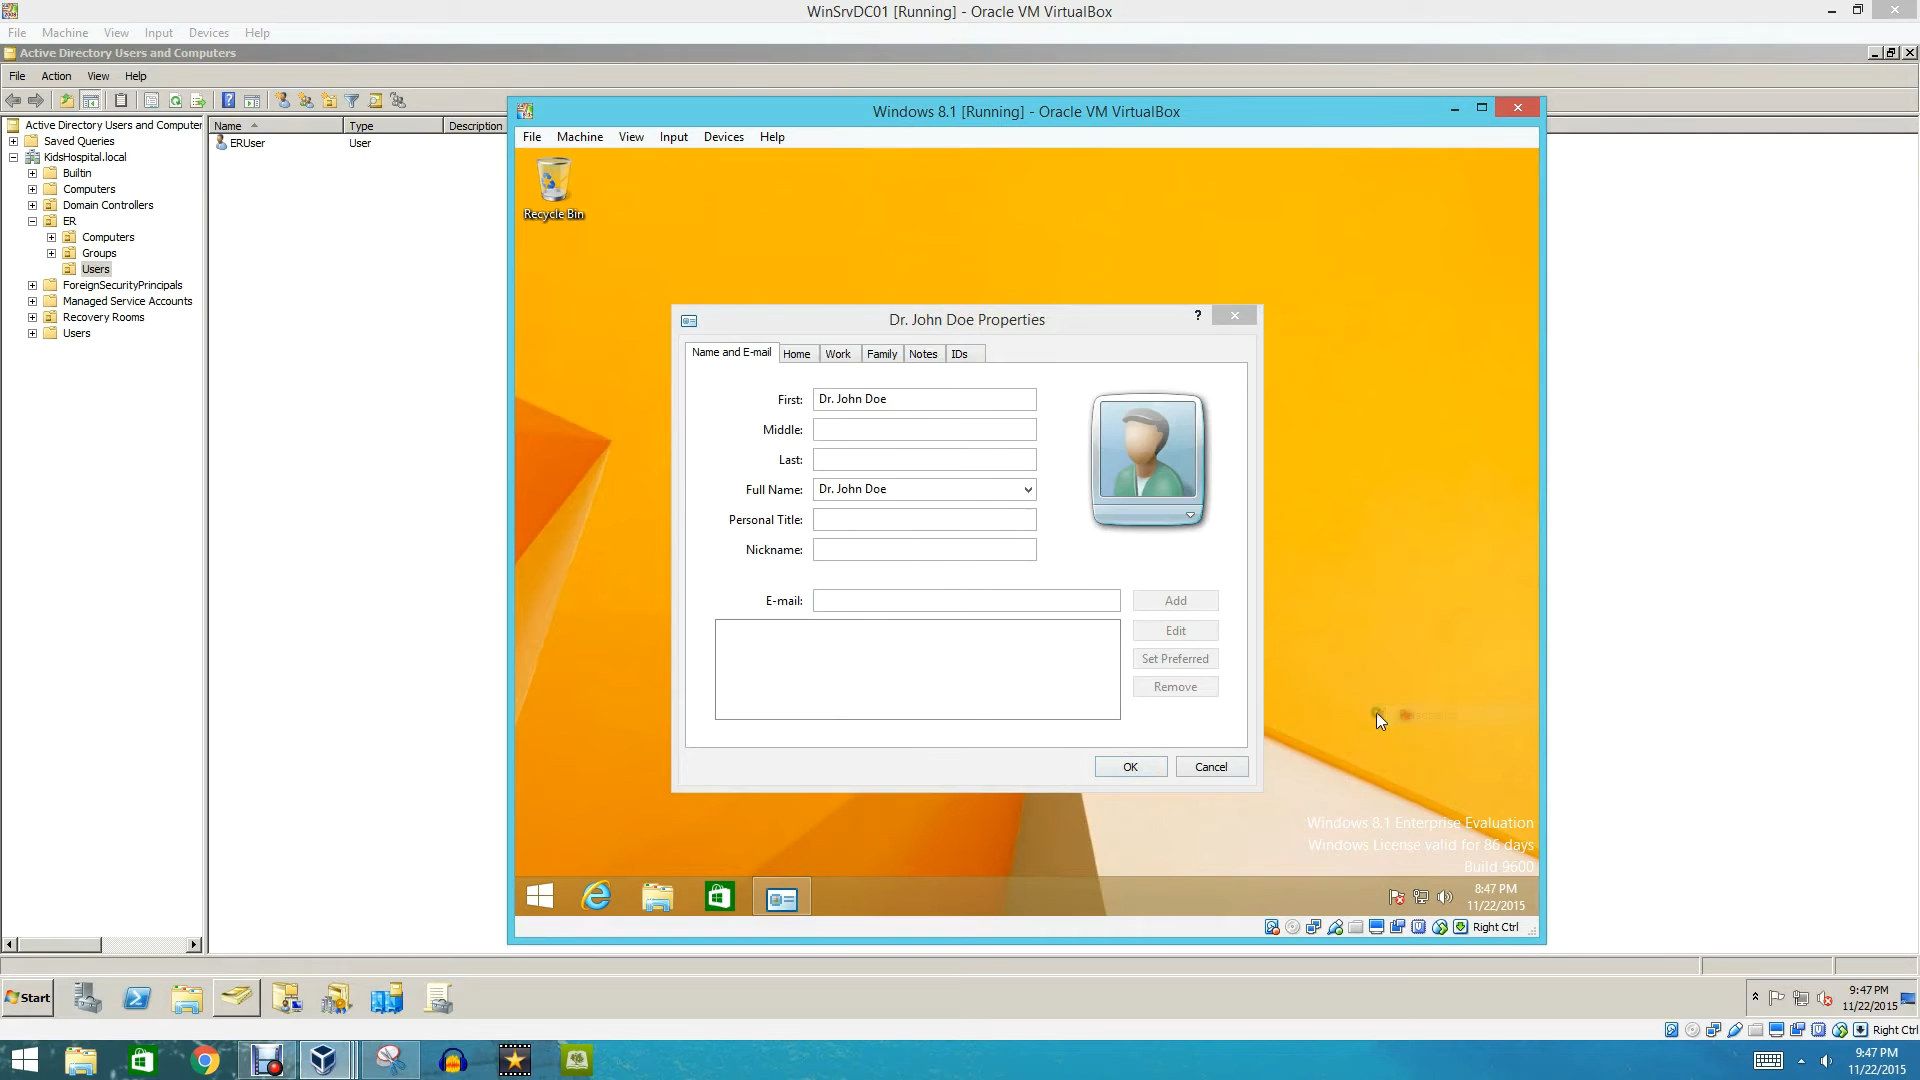 WinSrvDC01 [Running] - Oracle VM VirtualBox
File Machine View Input Devices Help
Active Directory Users and Computers
File Action View Help
Active Directory Users and Computer
Saved Queries
KidsHospital.local
Builtin
Computers
Domain Controllers
ER
Computers
Groups
Users
ForeignSecurityPrincipals
Managed Service Accounts
Recovery Rooms
Users
Name Type Description
ERUser User
Windows 8.1 [Running] - Oracle VM VirtualBox
File Machine View Input Devices Help
Recycle Bin
Dr. John Doe Properties
?
Name and E-mail Home Work Family Notes IDs
First: Dr. John Doe
Middle:
Last:
Full Name: Dr. John Doe
Personal Title:
Nickname:
E-mail: Add
Edit
Set Preferred
Remove
OK Cancel
Windows 8.1 Enterprise Evaluation
Windows License valid for 86 days
Build 9600
8:47 PM
11/22/2015
Right Ctrl
Start
9:47 PM
11/22/2015
Right Ctrl
9:47 PM
11/22/2015